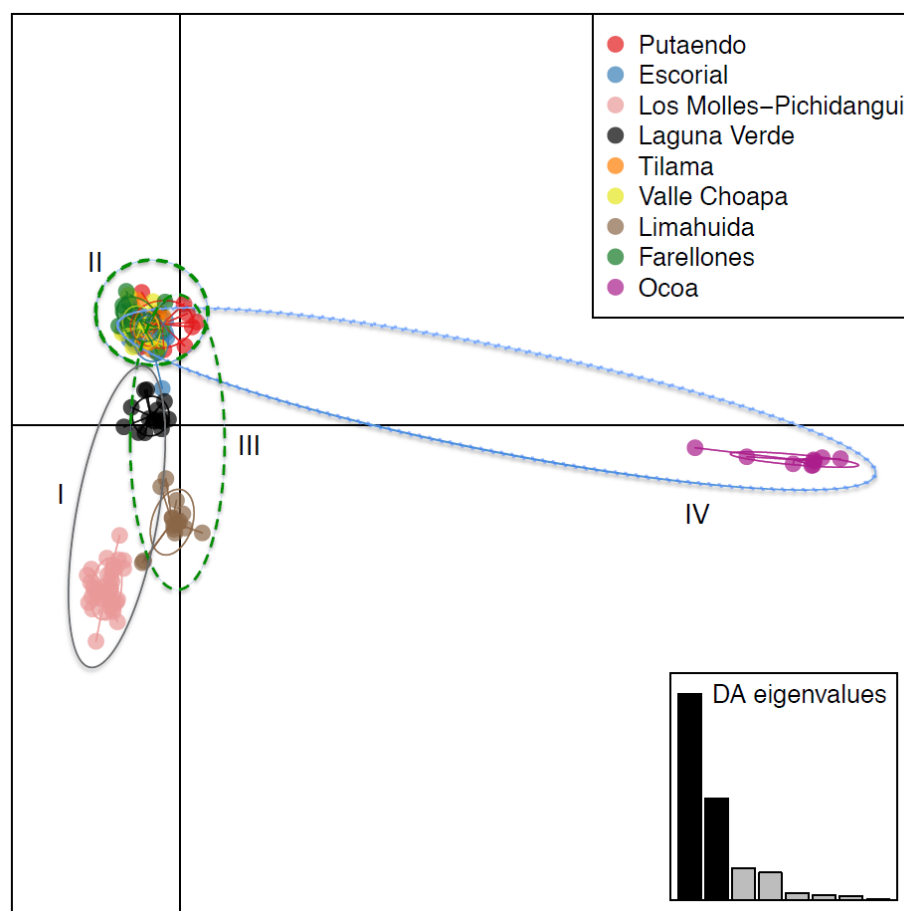 Putaendo
Escorial
Los Molles−Pichidangui
Laguna Verde
Tilama
Valle Choapa
Limahuida
Farellones
Ocoa
II
III
I
IV
DA eigenvalues